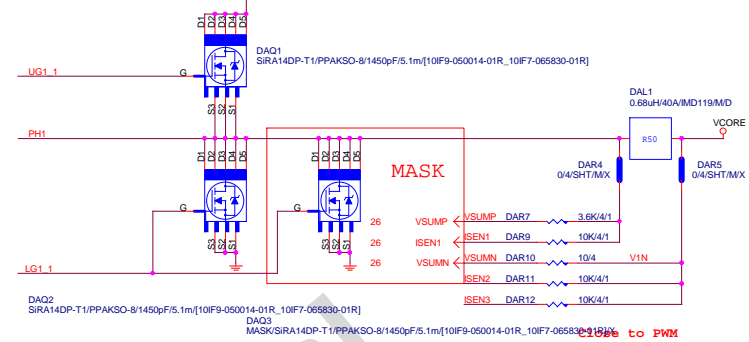 D1 D2 D3 D4 D5
DAQ1
SiRA14DP-T1/PPAKSO-8/1450pF/5.1m/[10IF9-050014-01R_10IF7-065830-01R]
UG1_1
G
S3 S2 S1
DAL1
0.68uH/40A/IMD119/M/D
VCORE
PH1
R50
D1 D2 D3 D4 D5
D1 D2 D3 D4 D5
MASK
DAR4
0/4/SHT/M/X
DAR5
0/4/SHT/M/X
G
G
26 VSUMP VSUMP DAR7 3.6K/4/1
26 ISEN1 ISEN1 DAR9 10K/4/1
S3 S2 S1
S3 S2 S1
26 VSUMN VSUMN DAR10 10/4 V1N
LG1_1
ISEN2 DAR11 10K/4/1
ISEN3 DAR12 10K/4/1
DAQ2
SiRA14DP-T1/PPAKSO-8/1450pF/5.1m/[10IF9-050014-01R_10IF7-065830-01R]
DAQ3
MASK/SiRA14DP-T1/PPAKSO-8/1450pF/5.1m/[10IF9-050014-01R_10IF7-065830-01R]/X
Close to PWM